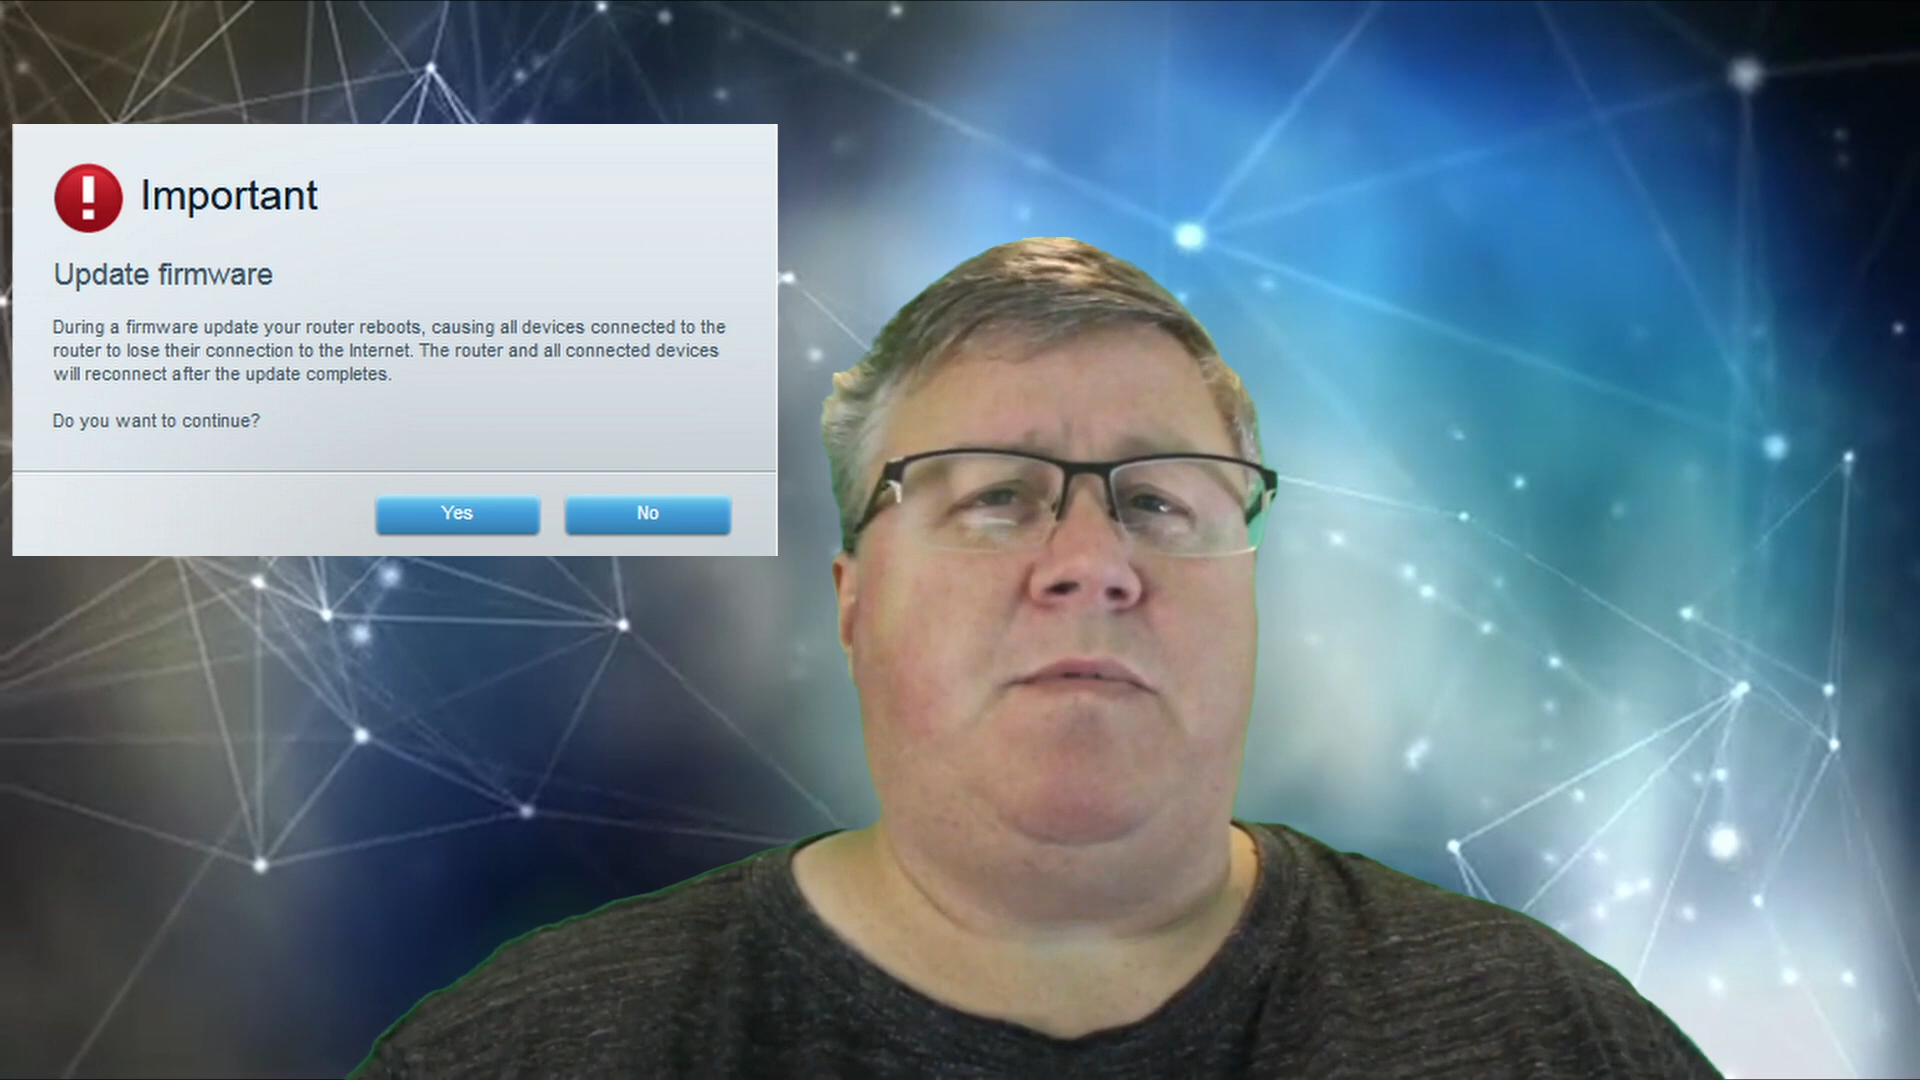 Important
Update firmware
During a firmware update your router reboots, causing all devices connected to the
router to lose their connection to the Internet. The router and all connected devices
will reconnect after the update completes.
Do you want to continue?
Yes
No